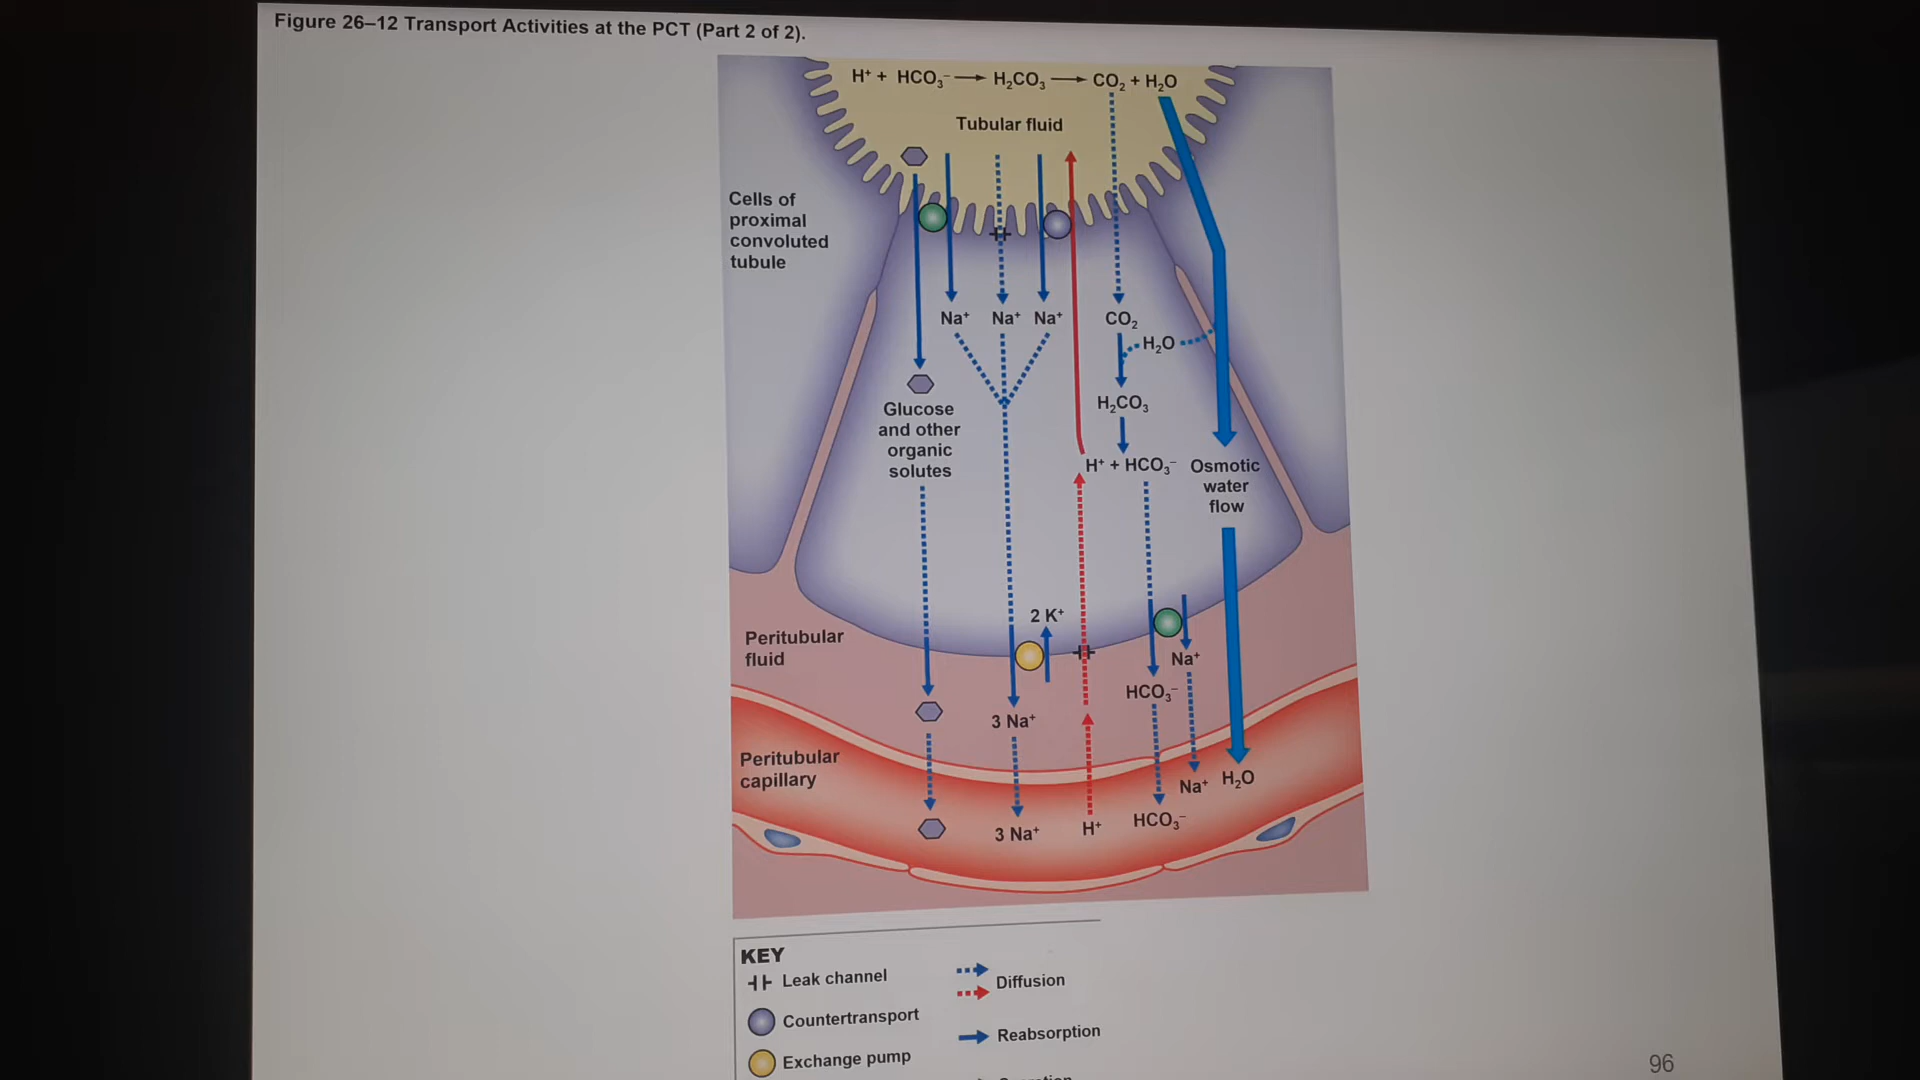 Figure 26–12 Transport Activities at the PCT (Part 2 of 2).
H⁺ + HCO₃⁻ → H₂CO₃ → CO₂ + H₂O
Tubular fluid
Cells of
proximal
convoluted
tubule
Na⁺ Na⁺ Na⁺
CO₂
H₂O
H₂CO₃
Glucose
and other
organic
solutes
H⁺ + HCO₃⁻
Osmotic
water
flow
2 K⁺
Peritubular
fluid
Na⁺
HCO₃⁻
3 Na⁺
Peritubular
capillary
Na⁺ H₂O
3 Na⁺ H⁺ HCO₃⁻
KEY
Leak channel
Diffusion
Countertransport
Reabsorption
Exchange pump
96